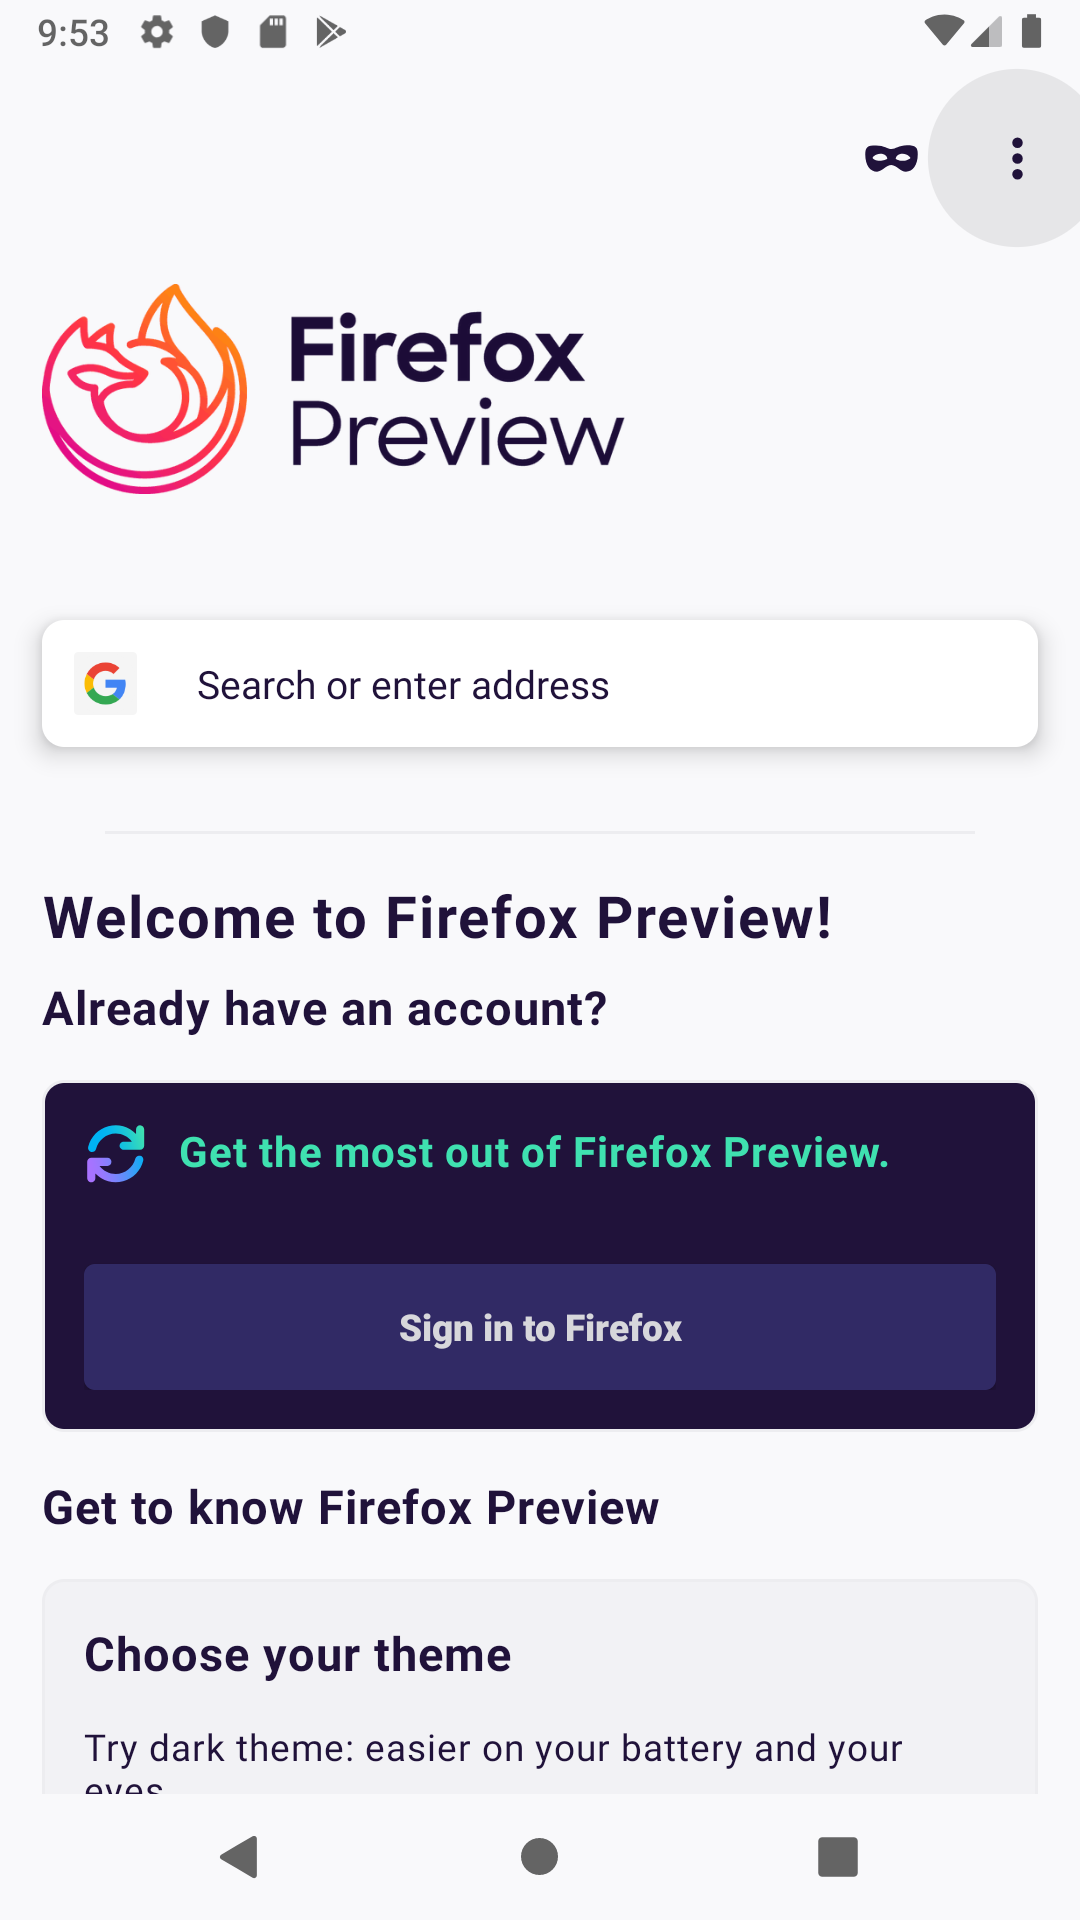 9:53
Firefox
Preview
Search or enter address
Welcome to Firefox Preview!
Already have an account?
Get the most out of Firefox Preview.
Sign in to Firefox
Get to know Firefox Preview
Choose your theme
Try dark theme: easier on your battery and your
eyes.